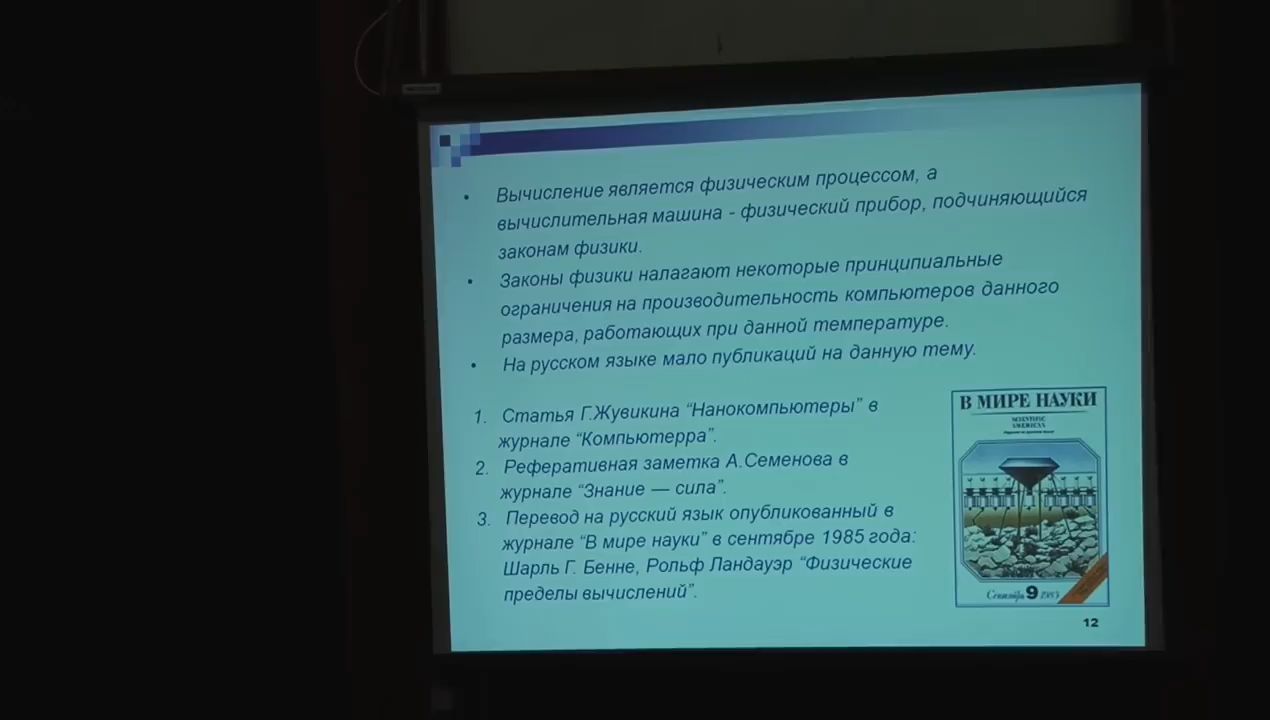 • Вычисление является физическим процессом, а
вычислительная машина - физический прибор, подчиняющийся
законам физики.
• Законы физики налагают некоторые принципиальные
ограничения на производительность компьютеров данного
размера, работающих при данной температуре.
• На русском языке мало публикаций на данную тему.
1. Статья Г.Жувикина “Нанокомпьютеры” в
журнале “Компьютерра”.
2. Реферативная заметка А.Семенова в
журнале “Знание — сила”.
3. Перевод на русский язык опубликованный в
журнале “В мире науки” в сентябре 1985 года:
Шарль Г. Бенне, Рольф Ландауэр “Физические
пределы вычислений”.
В МИРЕ НАУКИ
SCIENTIFIC
AMERICAN
Сентябрь 9 1985
12